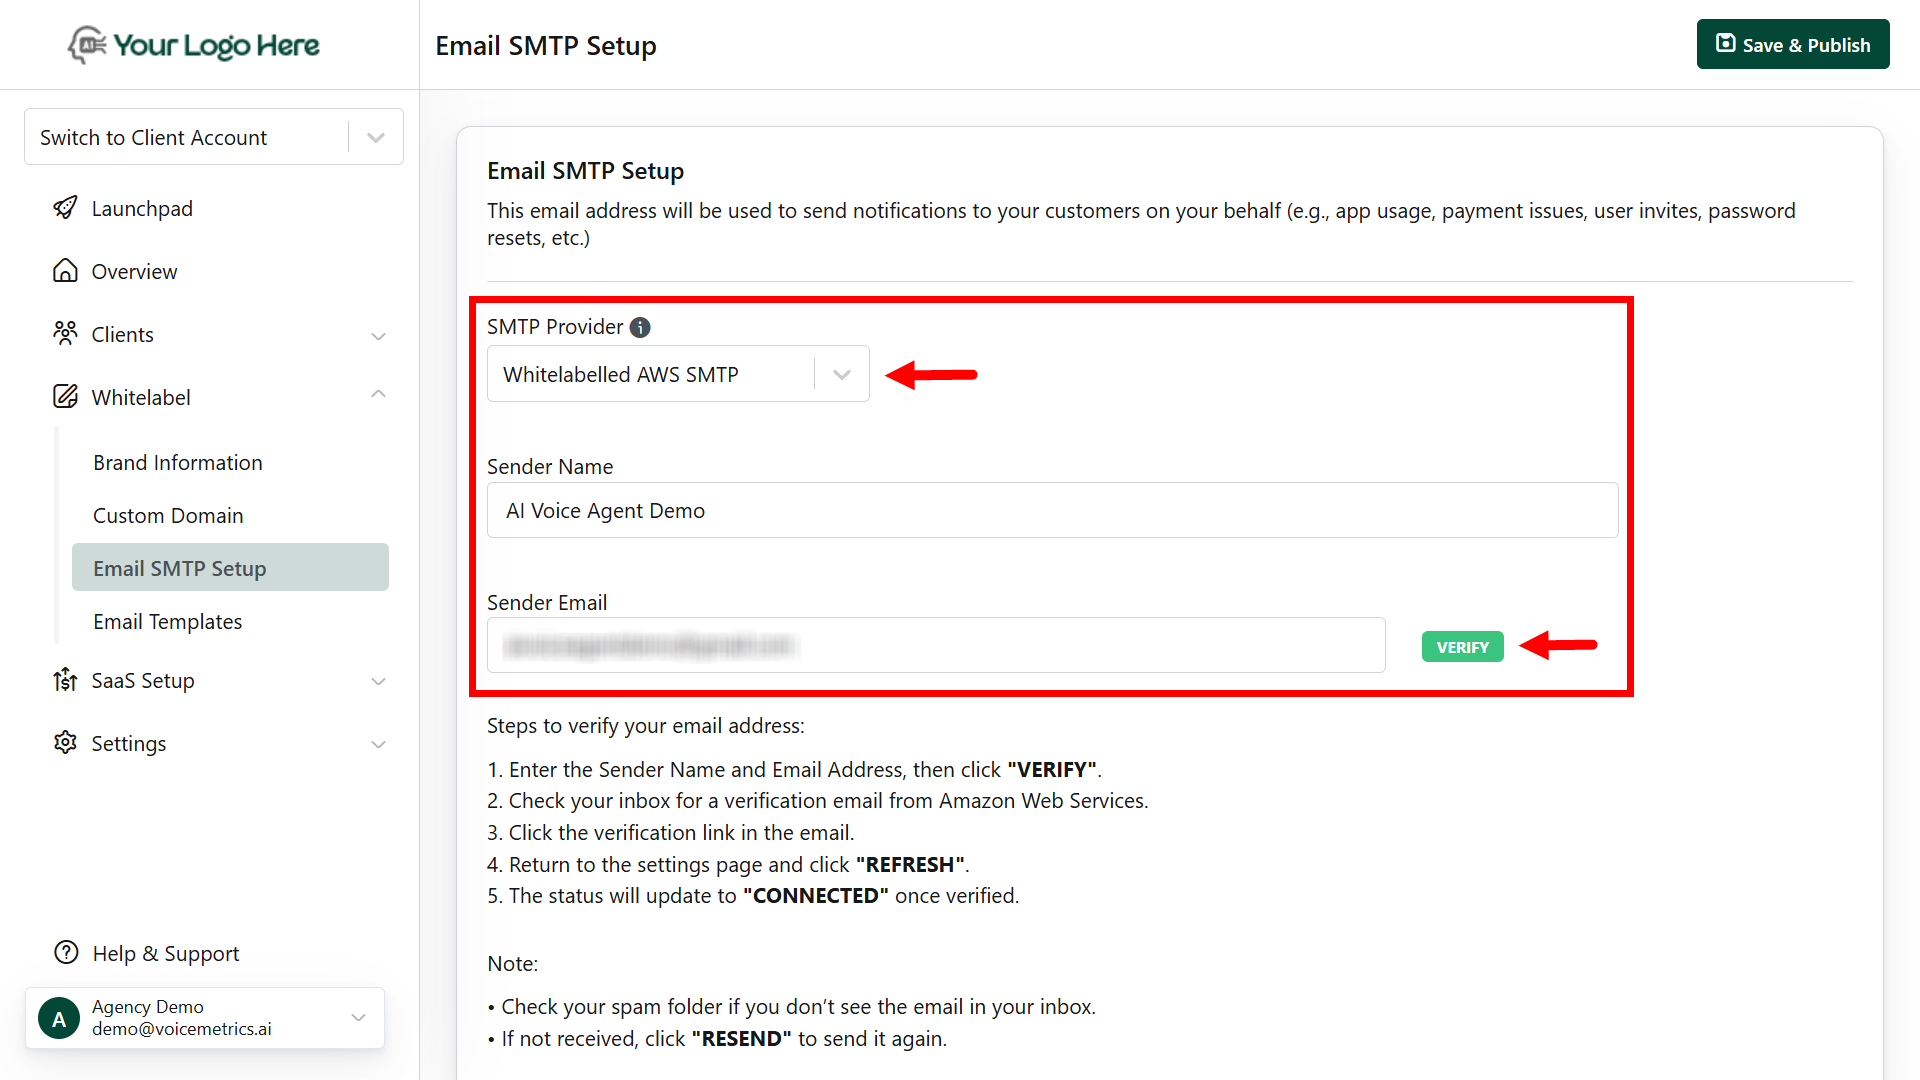 AI Your Logo Here
Email SMTP Setup
Save & Publish
Switch to Client Account
Launchpad
Overview
Clients
Whitelabel
Brand Information
Custom Domain
Email SMTP Setup
Email Templates
SaaS Setup
Settings
Help & Support
A
Agency Demo
demo@voicemetrics.ai
Email SMTP Setup
This email address will be used to send notifications to your customers on your behalf (e.g., app usage, payment issues, user invites, password
resets, etc.)
SMTP Provider
Whitelabelled AWS SMTP
Sender Name
AI Voice Agent Demo
Sender Email
VERIFY
Steps to verify your email address:
1. Enter the Sender Name and Email Address, then click "VERIFY".
2. Check your inbox for a verification email from Amazon Web Services.
3. Click the verification link in the email.
4. Return to the settings page and click "REFRESH".
5. The status will update to "CONNECTED" once verified.
Note:
• Check your spam folder if you don’t see the email in your inbox.
• If not received, click "RESEND" to send it again.